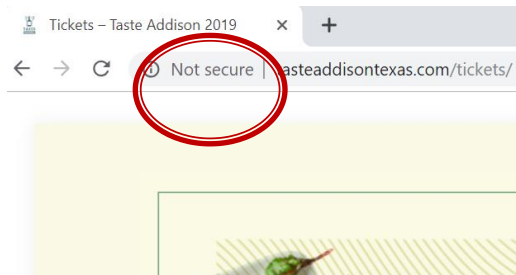 Tickets – Taste Addison 2019
Not secure | tasteaddisontexas.com/tickets/